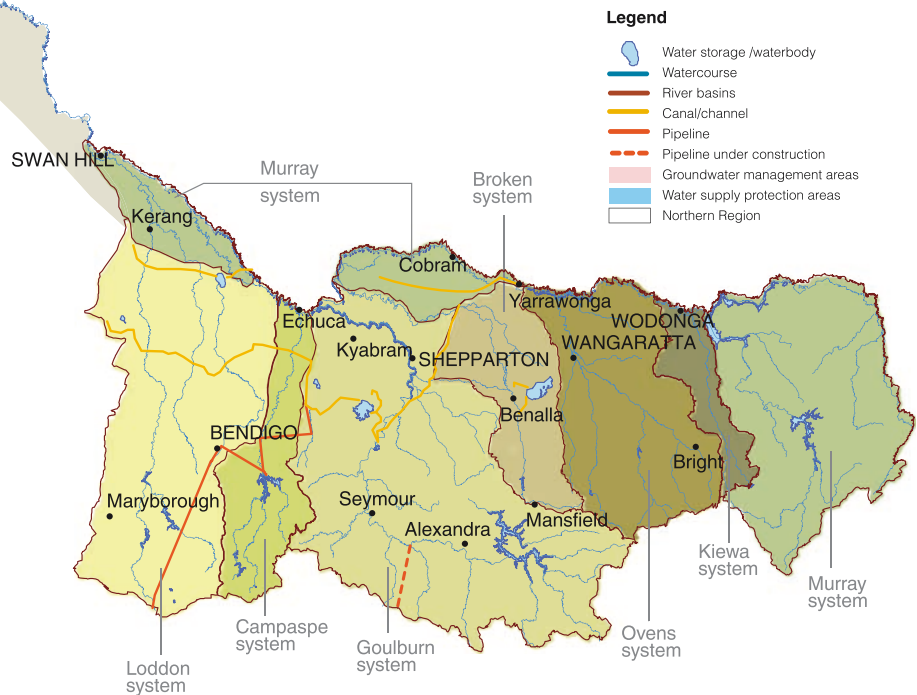 Legend
Water storage /waterbody
Watercourse
River basins
Canal/channel
Pipeline
Pipeline under construction
Groundwater management areas
Water supply protection areas
Northern Region
SWAN HILL
Murray
system
Broken
system
Kerang
Cobram
Yarrawonga
Echuca
WODONGA
Kyabram
WANGARATTA
SHEPPARTON
Benalla
BENDIGO
Bright
Maryborough
Seymour
Mansfield
Alexandra
Kiewa
system
Murray
system
Campaspe
system
Ovens
system
Goulburn
system
Loddon
system